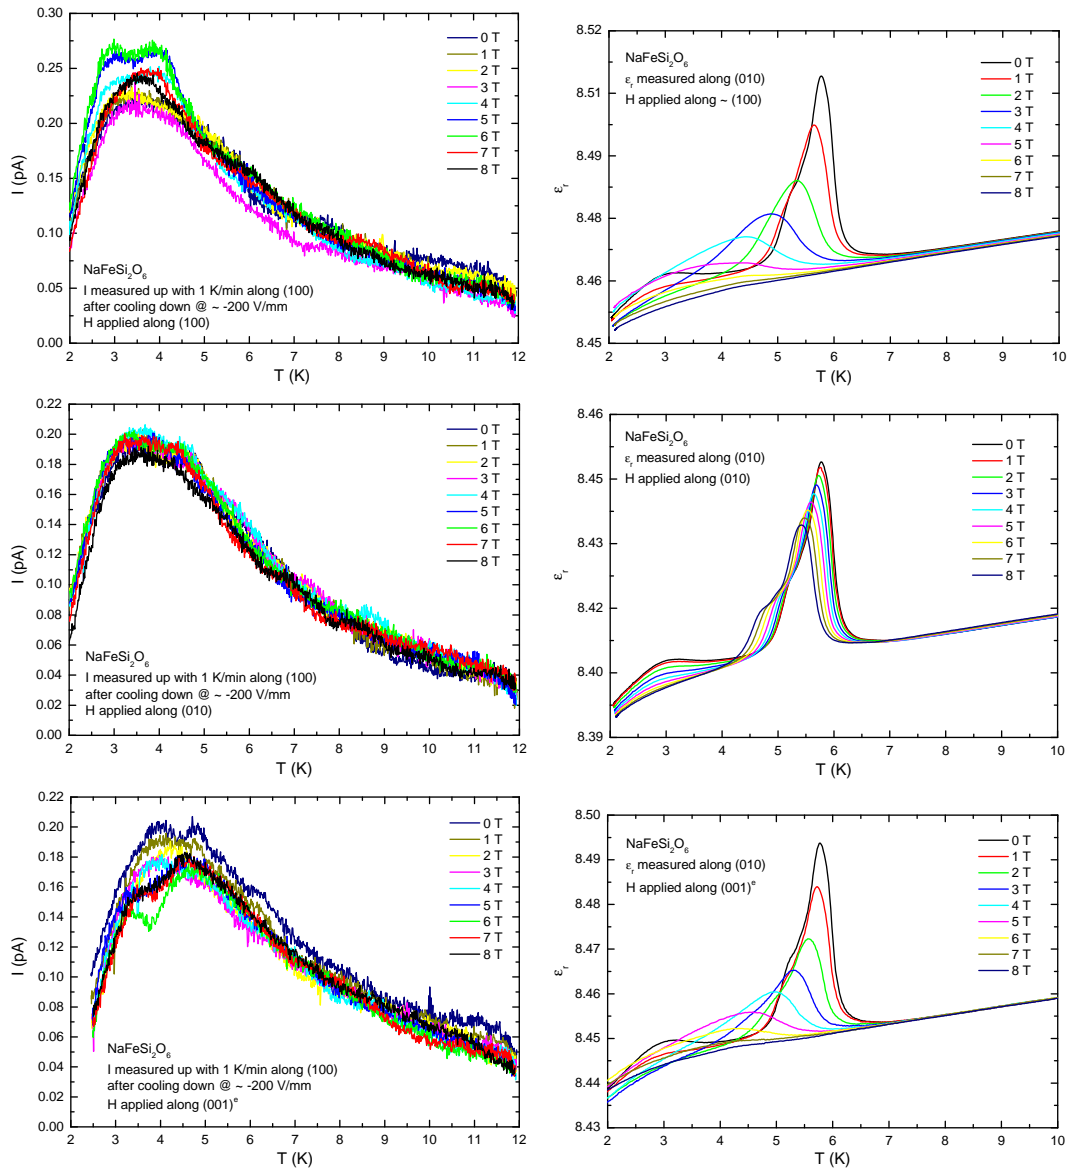 0.30
0.25
0.20
0.15
0.10
0.05
0.00
I (pA)
0 T
1 T
2 T
3 T
4 T
5 T
6 T
7 T
8 T
NaFeSi₂O₆
I measured up with 1 K/min along (100)
after cooling down @ ~ -200 V/mm
H applied along (100)
2 3 4 5 6 7 8 9 10 11 12
T (K)
8.52
8.51
8.49
8.48
8.46
8.45
εᵣ
NaFeSi₂O₆
εᵣ measured along (010)
H applied along ~ (100)
0 T
1 T
2 T
3 T
4 T
5 T
6 T
7 T
8 T
2 3 4 5 6 7 8 9 10
T (K)
0.22
0.20
0.18
0.16
0.14
0.12
0.10
0.08
0.06
0.04
0.02
0.00
I (pA)
0 T
1 T
2 T
3 T
4 T
5 T
6 T
7 T
8 T
NaFeSi₂O₆
I measured up with 1 K/min along (100)
after cooling down @ ~ -200 V/mm
H applied along (010)
2 3 4 5 6 7 8 9 10 11 12
T (K)
8.46
8.45
8.43
8.42
8.40
8.39
εᵣ
NaFeSi₂O₆
εᵣ measured along (010)
H applied along (010)
0 T
1 T
2 T
3 T
4 T
5 T
6 T
7 T
8 T
2 3 4 5 6 7 8 9 10
T (K)
0.22
0.20
0.18
0.16
0.14
0.12
0.10
0.08
0.06
0.04
0.02
0.00
I (pA)
0 T
1 T
2 T
3 T
4 T
5 T
6 T
7 T
8 T
NaFeSi₂O₆
I measured up with 1 K/min along (100)
after cooling down @ ~ -200 V/mm
H applied along (001)ᵉ
2 3 4 5 6 7 8 9 10 11 12
T (K)
8.50
8.49
8.47
8.46
8.44
8.43
εᵣ
NaFeSi₂O₆
εᵣ measured along (010)
H applied along (001)ᵉ
0 T
1 T
2 T
3 T
4 T
5 T
6 T
7 T
8 T
2 3 4 5 6 7 8 9 10
T (K)